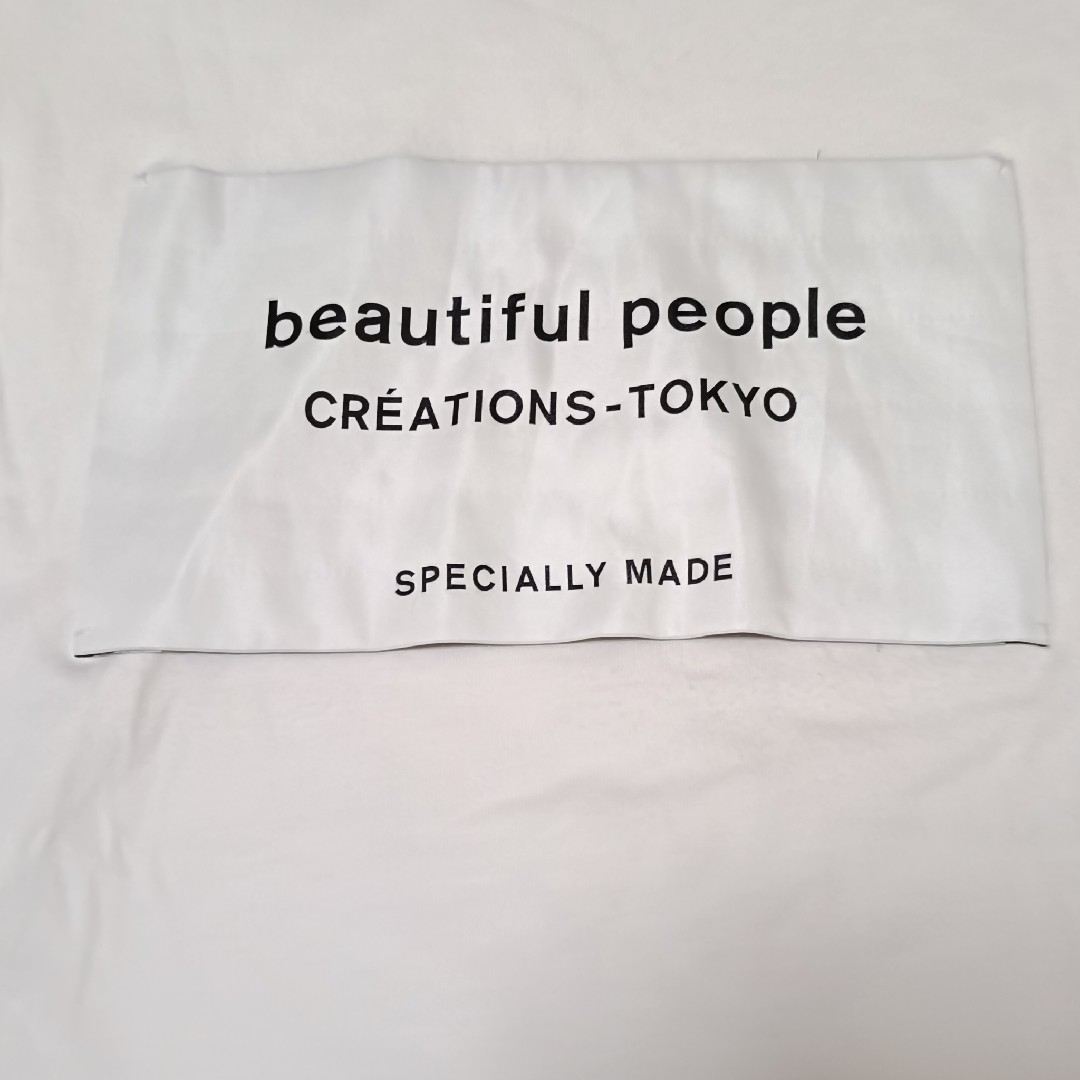 beautiful people
CRÉATIONS-TOKYO
SPECIALLY MADE